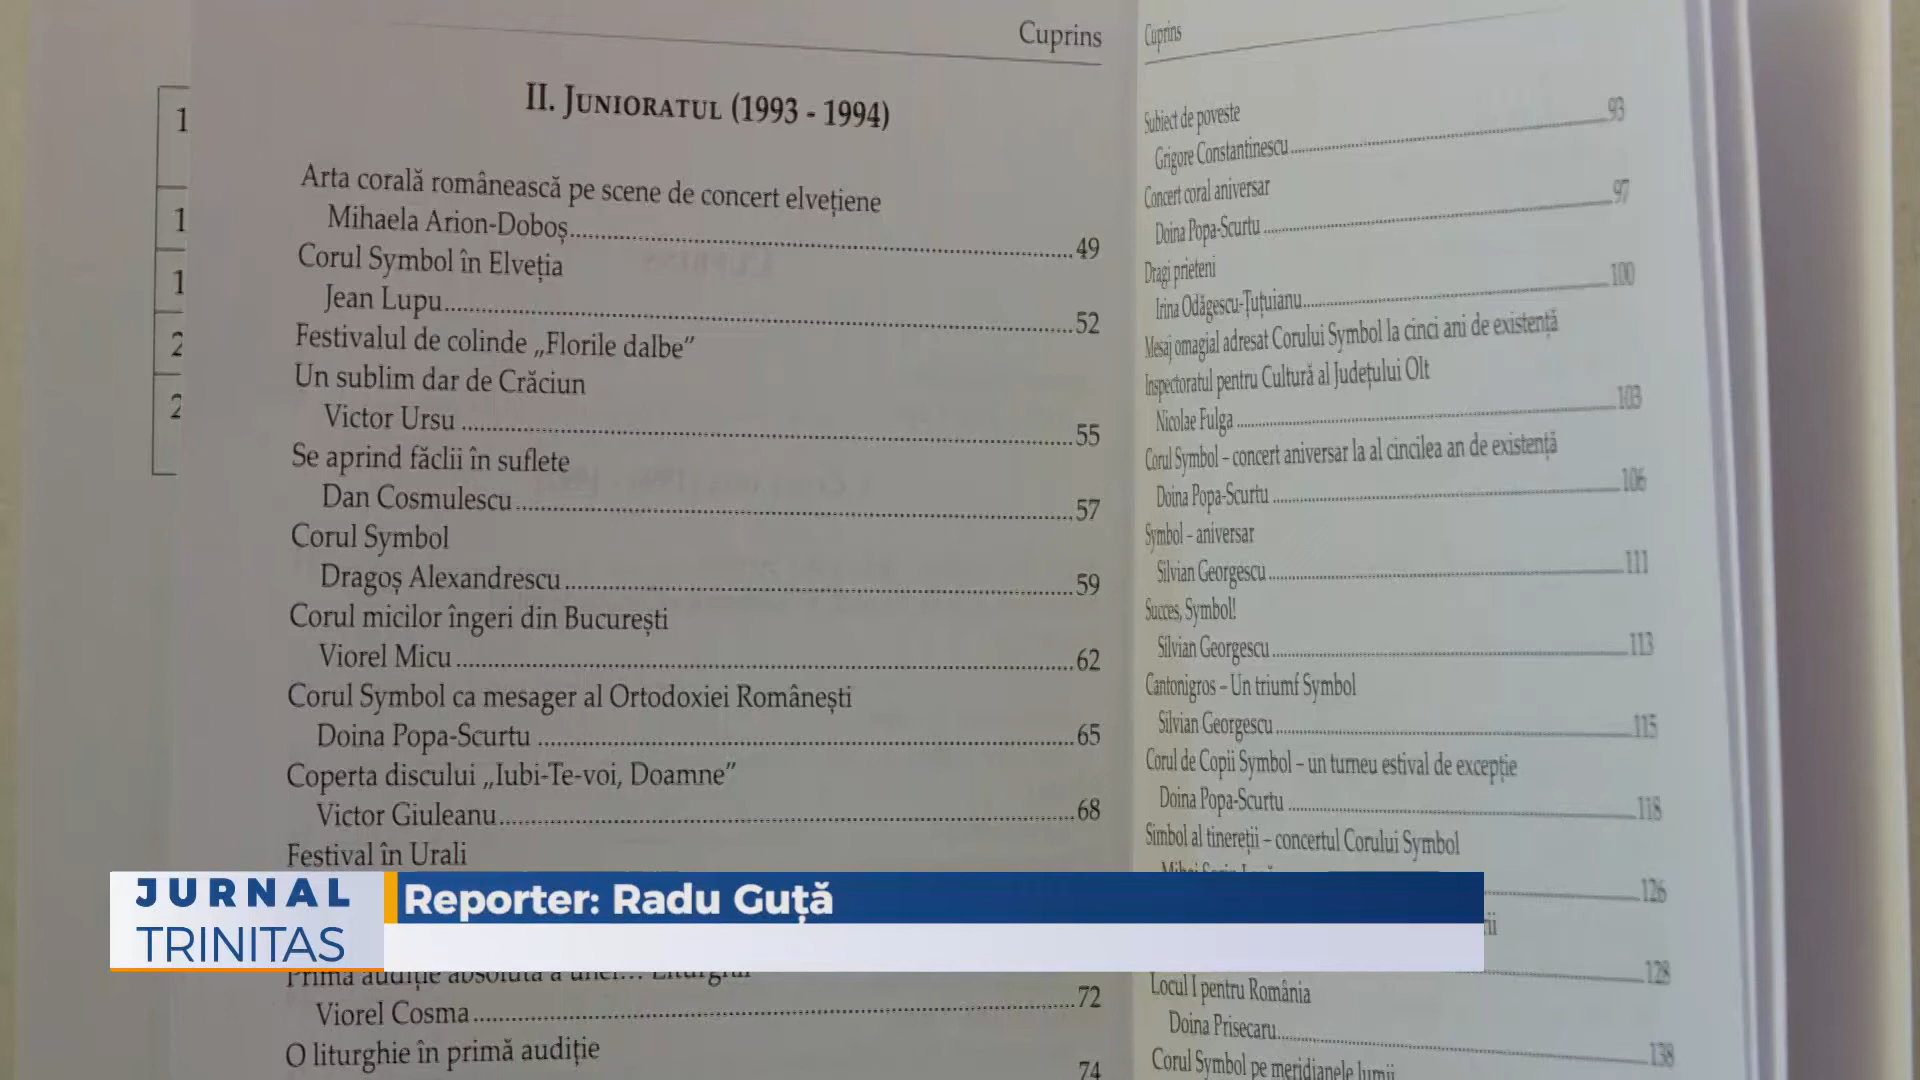 1
1
1
2
2
Cuprins
II. JUNIORATUL (1993 - 1994)
Arta corală românească pe scene de concert elvețiene
Mihaela Arion-Doboș 49
Corul Symbol în Elveția
Jean Lupu 52
Festivalul de colinde „Florile dalbe”
Un sublim dar de Crăciun
Victor Ursu 55
Se aprind făclii în suflete
Dan Cosmulescu 57
Corul Symbol
Dragoș Alexandrescu 59
Corul micilor îngeri din București
Viorel Micu 62
Corul Symbol ca mesager al Ortodoxiei Românești
Doina Popa-Scurtu 65
Coperta discului „Iubi-Te-voi, Doamne”
Victor Giuleanu 68
Festival în Urali
Prima audiție absolută a unei... Liturghii
Viorel Cosma 72
O liturghie în primă audiție
74
Cuprins
Subiect de poveste
Grigore Constantinescu 93
Concert coral aniversar
Doina Popa-Scurtu 97
Dragi prieteni
Irina Odăgescu-Țuțuianu 100
Mesaj omagial adresat Corului Symbol la cinci ani de existență
Inspectoratul pentru Cultură al Județului Olt
Nicolae Fulga 103
Corul Symbol – concert aniversar la al cincilea an de existență
Doina Popa-Scurtu 106
Symbol – aniversar
Silvian Georgescu 111
Succes, Symbol!
Silvian Georgescu 113
Cantonigros – Un triumf Symbol
Silvian Georgescu 115
Corul de Copii Symbol – un turneu estival de excepție
Doina Popa-Scurtu 118
Simbol al tinereții – concertul Corului Symbol
126
128
Locul I pentru România
Doina Prisecaru 138
Corul Symbol pe meridianele lumii
JURNAL
TRINITAS
Reporter: Radu Guță